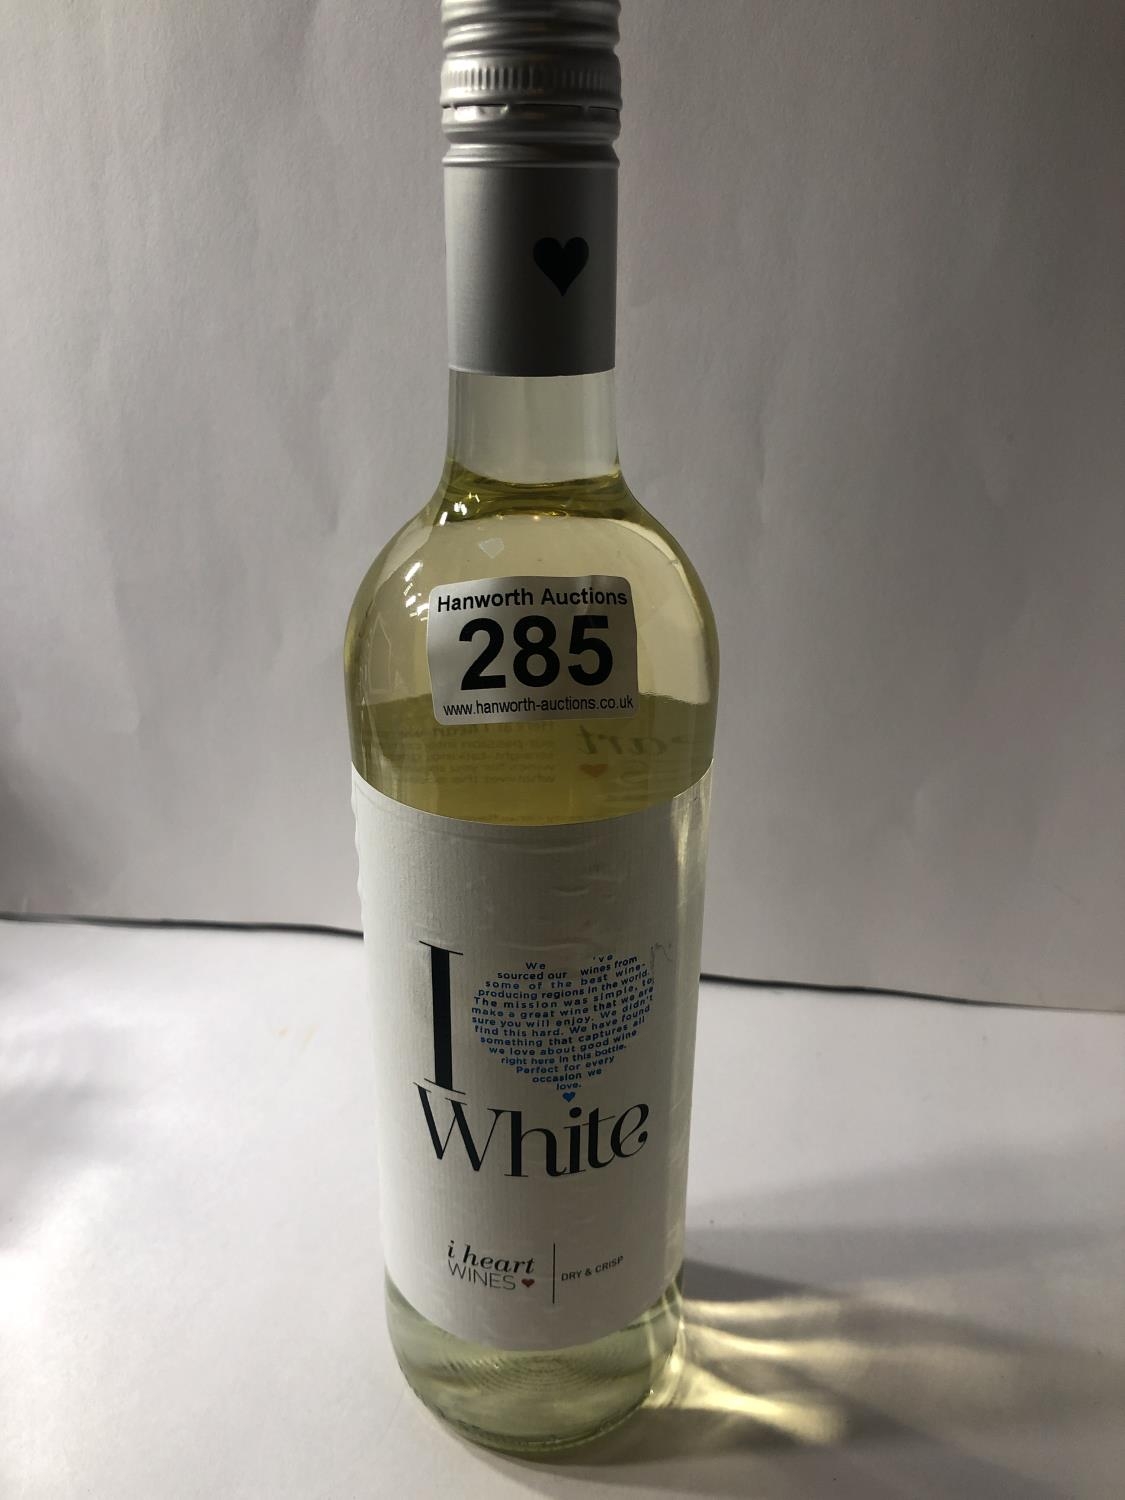 Hanworth Auctions
285
www.hanworth-auctions.co.uk
I
We 've
sourced our wines from
some of the best wine-
producing regions in the world.
The mission was simple, to
make a great wine that we are
sure you will enjoy. We didn't
find this hard. We have found
something that captures all
we love about good wine
right here in this bottle.
Perfect for every
occasion we
love.
White
i heart
WINES
DRY & CRISP